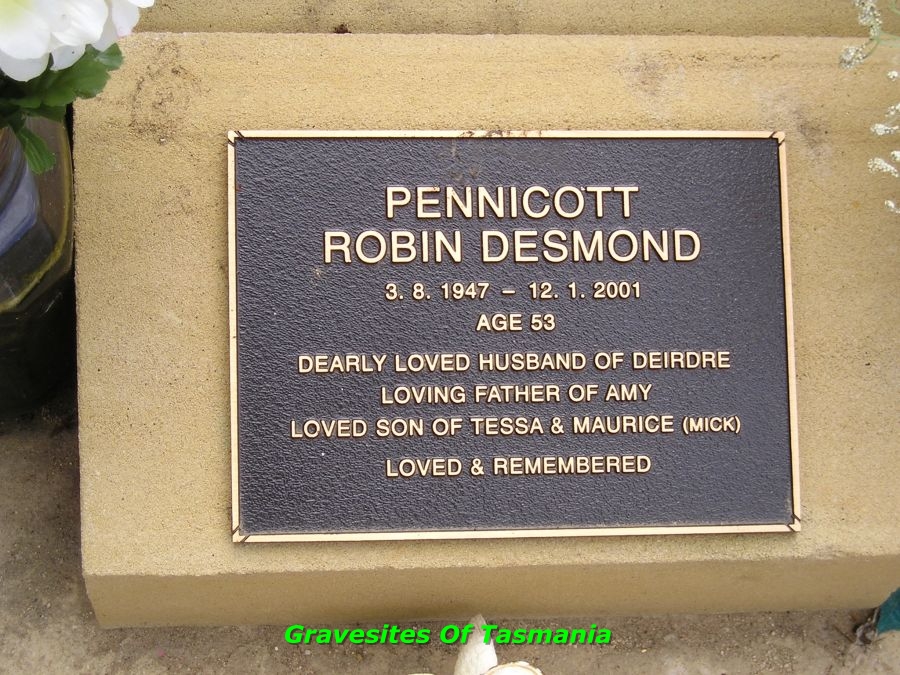 PENNICOTT
ROBIN DESMOND
3. 8. 1947 – 12. 1. 2001
AGE 53
DEARLY LOVED HUSBAND OF DEIRDRE
LOVING FATHER OF AMY
LOVED SON OF TESSA & MAURICE (MICK)
LOVED & REMEMBERED
Gravesites Of Tasmania